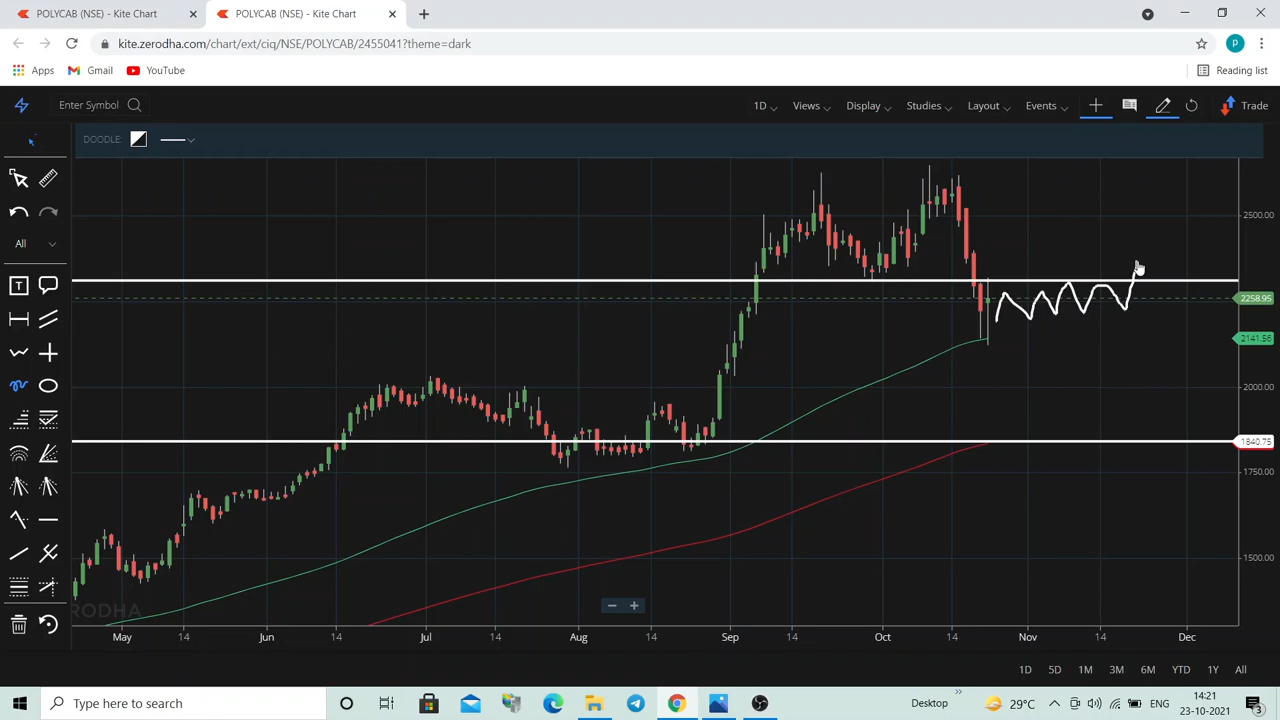 POLYCAB (NSE) - Kite Chart
POLYCAB (NSE) - Kite Chart
kite.zerodha.com/chart/ext/ciq/NSE/POLYCAB/2455041?theme=dark
P
Apps
Gmail
YouTube
Reading list
Enter Symbol
1D
Views
Display
Studies
Layout
Events
Trade
DOODLE:
All
T
2500.00
2258.95
2141.56
2000.00
1840.75
1750.00
1500.00
RODHA
May 14 Jun 14 Jul 14 Aug 14 Sep 14 Oct 14 Nov 14 Dec
1D 5D 1M 3M 6M YTD 1Y All
Type here to search
Desktop
29°C
ENG
14:21
23-10-2021
3